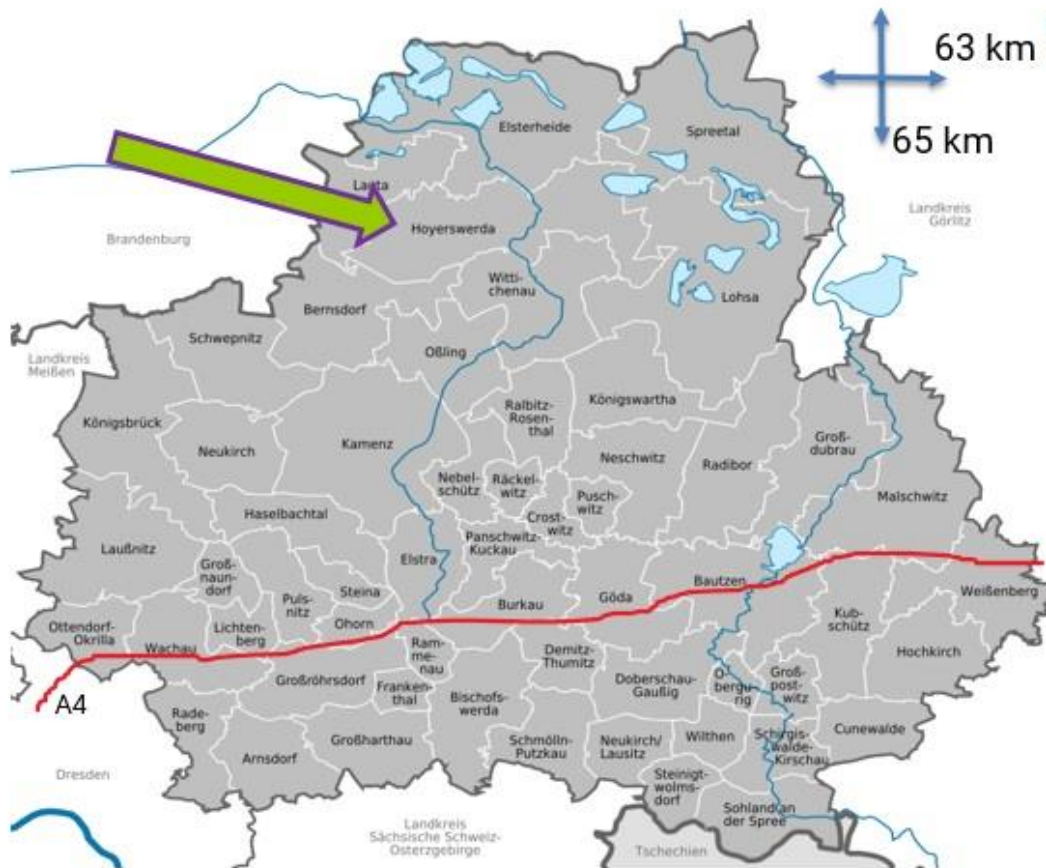 63 km
65 km
Elsterheide
Spreetal
Lauta
Hoyerswerda
Landkreis
Görlitz
Brandenburg
Witti-
chenau
Bernsdorf
Lohsa
Schwepnitz
Oßling
Landkreis
Meißen
Königsbrück
Neukirch
Kamenz
Ralbitz-
Rosen-
thal
Königswartha
Groß-
dubrau
Neschwitz
Radibor
Nebel-
schütz
Räckel-
witz
Pusch-
witz
Malschwitz
Haselbachtal
Crost-
witz
Panschwitz-
Kuckau
Laußnitz
Groß-
naun-
dorf
Elstra
Steina
Bautzen
Weißenberg
Puls-
nitz
Burkau
Göda
Kub-
schütz
Ottendorf-
Okrilla
Wachau
Lichten-
berg
Ohorn
Ram-
me-
nau
Demitz-
Thumitz
Hochkirch
Großröhrsdorf
Franken-
thal
Bischofs-
werda
Doberschau-
Gaußig
O-
bergu-
rig
Groß-
post-
witz
A4
Rade-
berg
Arnsdorf
Großharthau
Schmölln-
Putzkau
Neukirch/
Lausitz
Wilthen
Schirgis-
walde-
Kirschau
Cunewalde
Dresden
Steinigt-
wolms-
dorf
Sohland an
der Spree
Landkreis
Sächsische Schweiz-
Osterzgebirge
Tschechien